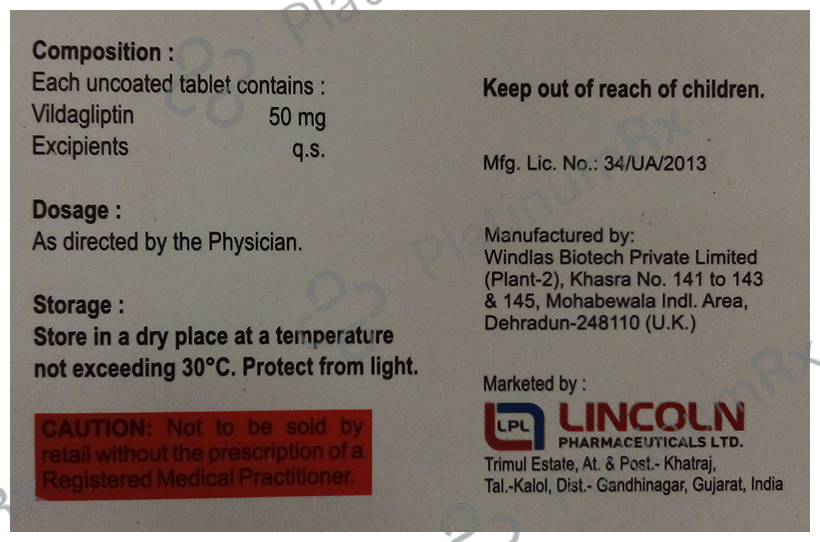 Composition :
Each uncoated tablet contains :
Vildagliptin 50 mg
Excipients q.s.
Dosage :
As directed by the Physician.
Storage :
Store in a dry place at a temperature
not exceeding 30°C. Protect from light.
CAUTION: Not to be sold by
retail without the prescription of a
Registered Medical Practitioner.
Keep out of reach of children.
Mfg. Lic. No.: 34/UA/2013
Manufactured by:
Windlas Biotech Private Limited
(Plant-2), Khasra No. 141 to 143
& 145, Mohabewala Indl. Area,
Dehradun-248110 (U.K.)
Marketed by :
LPL LINCOLN
PHARMACEUTICALS LTD.
Trimul Estate, At. & Post.- Khatraj,
Tal.-Kalol, Dist.- Gandhinagar, Gujarat, India
PlatinumRx